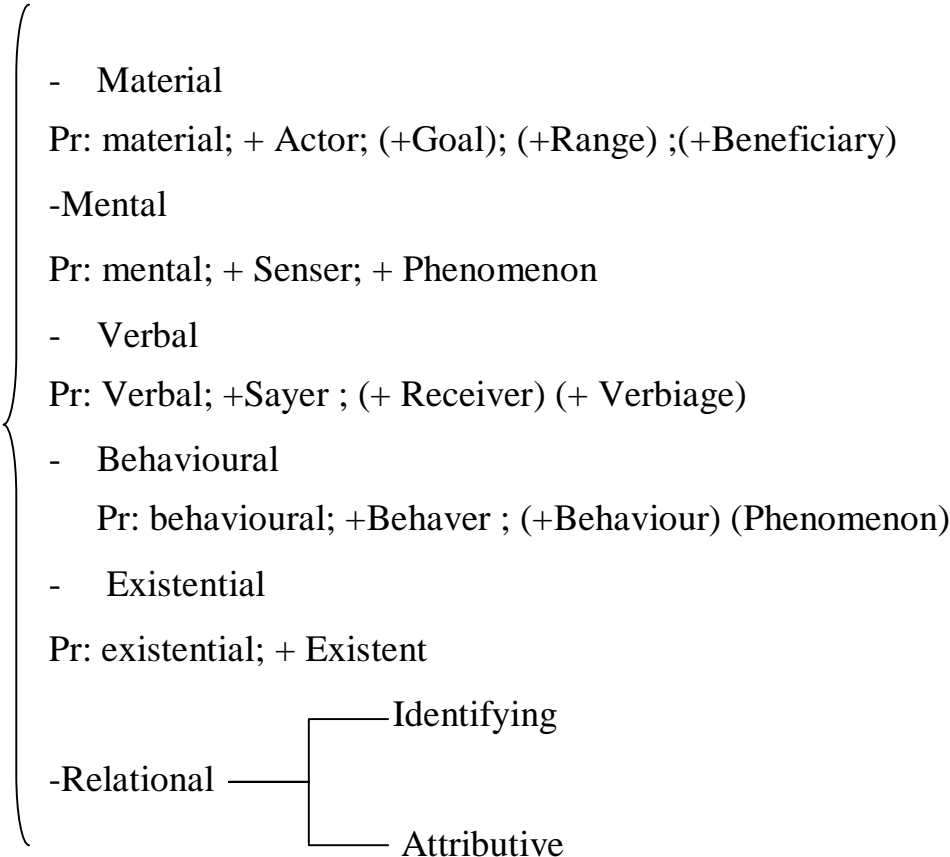 - Material
Pr: material; + Actor; (+Goal); (+Range) ;(+Beneficiary)
-Mental
Pr: mental; + Senser; + Phenomenon
- Verbal
Pr: Verbal; +Sayer ; (+ Receiver) (+ Verbiage)
- Behavioural
Pr: behavioural; +Behaver ; (+Behaviour) (Phenomenon)
- Existential
Pr: existential; + Existent
Identifying
-Relational
Attributive